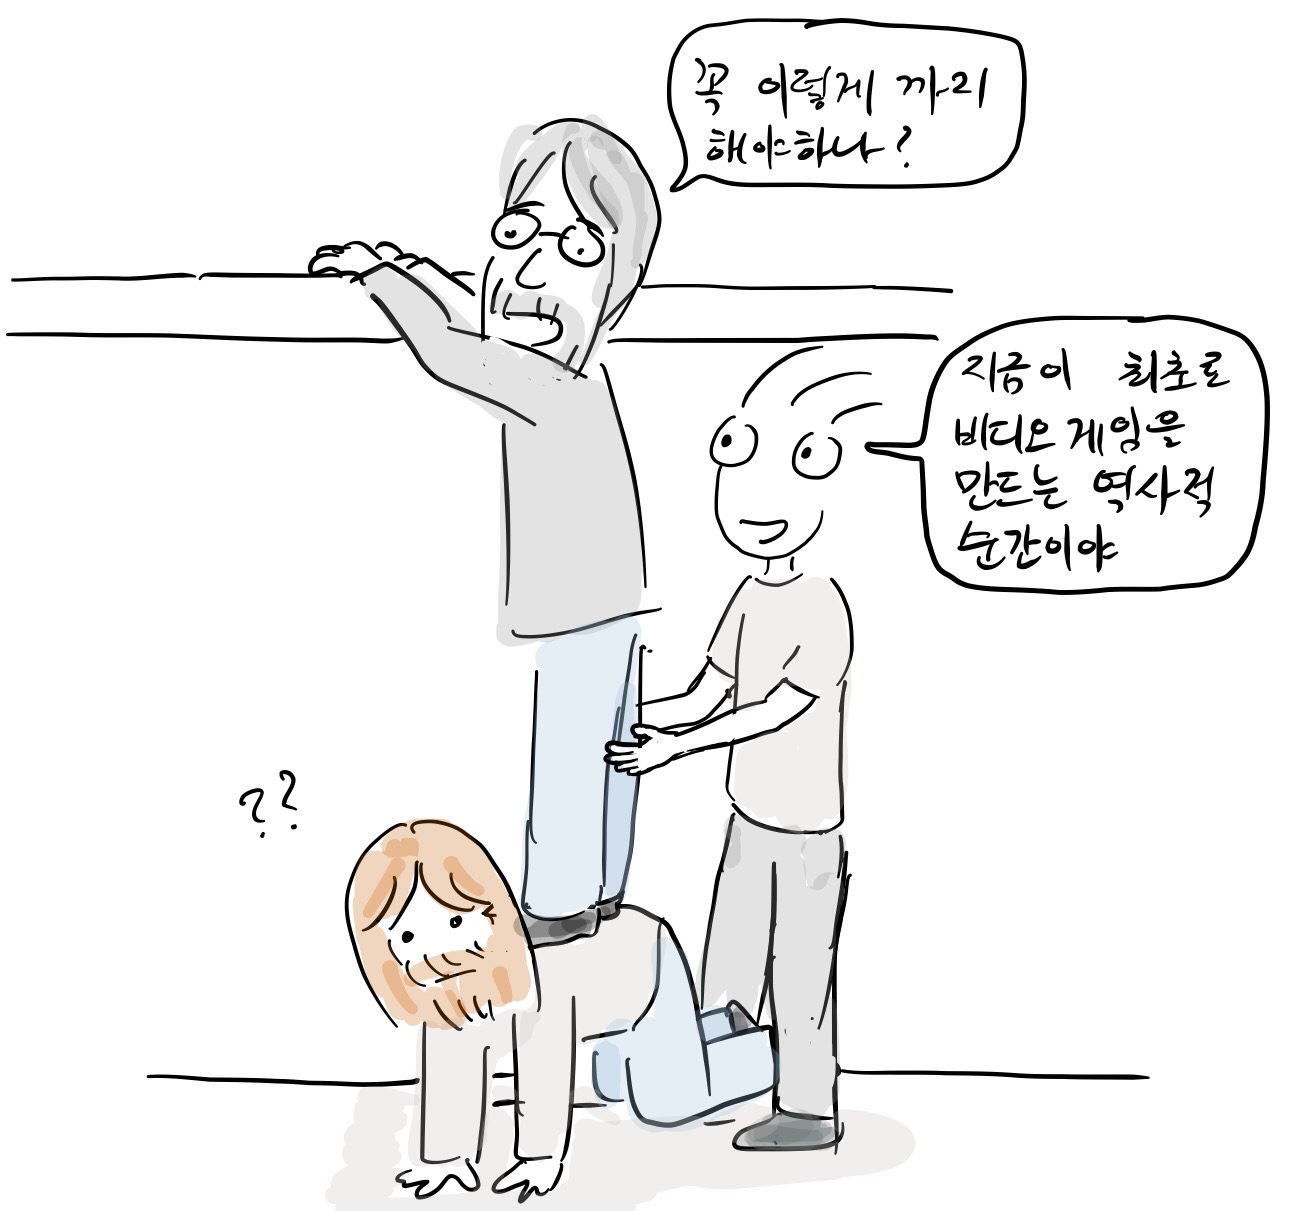 꼭 이렇게 까지
해야하나?
지금이 최초로
비디오 게임을
만드는 역사적
순간이야
??